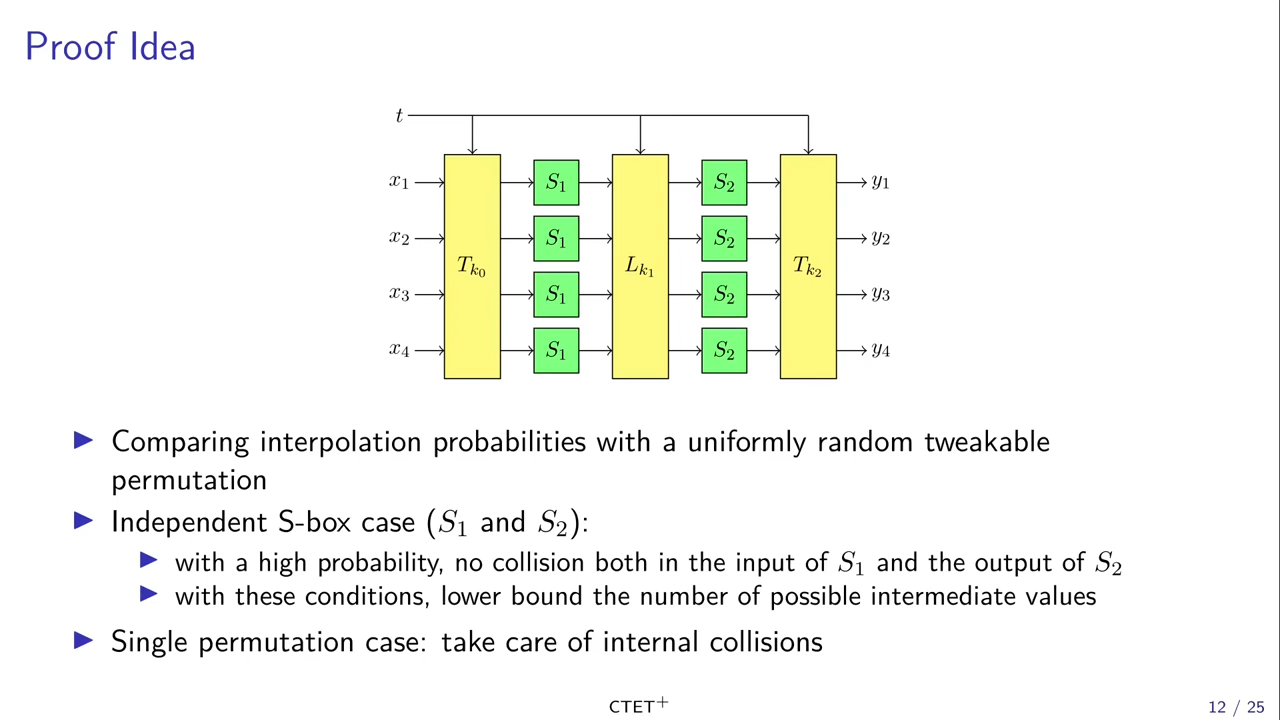 Proof Idea
t
x₁ S₁ S₂ y₁
x₂ S₁ S₂ y₂
Tₖ₀ Lₖ₁ Tₖ₂
x₃ S₁ S₂ y₃
x₄ S₁ S₂ y₄
Comparing interpolation probabilities with a uniformly random tweakable
permutation
Independent S-box case (S₁ and S₂):
with a high probability, no collision both in the input of S₁ and the output of S₂
with these conditions, lower bound the number of possible intermediate values
Single permutation case: take care of internal collisions
CTET⁺
12 / 25